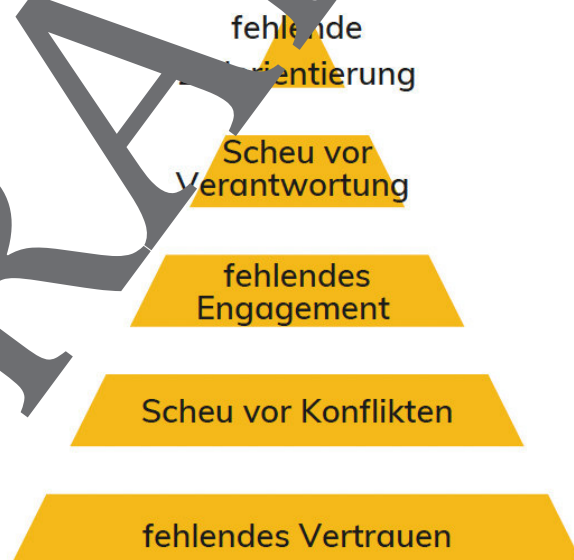 fehlende
Scheu vor
Verantwortung
fehlendes
Engagement
Scheu vor Konflikten
fehlendes Vertrauen